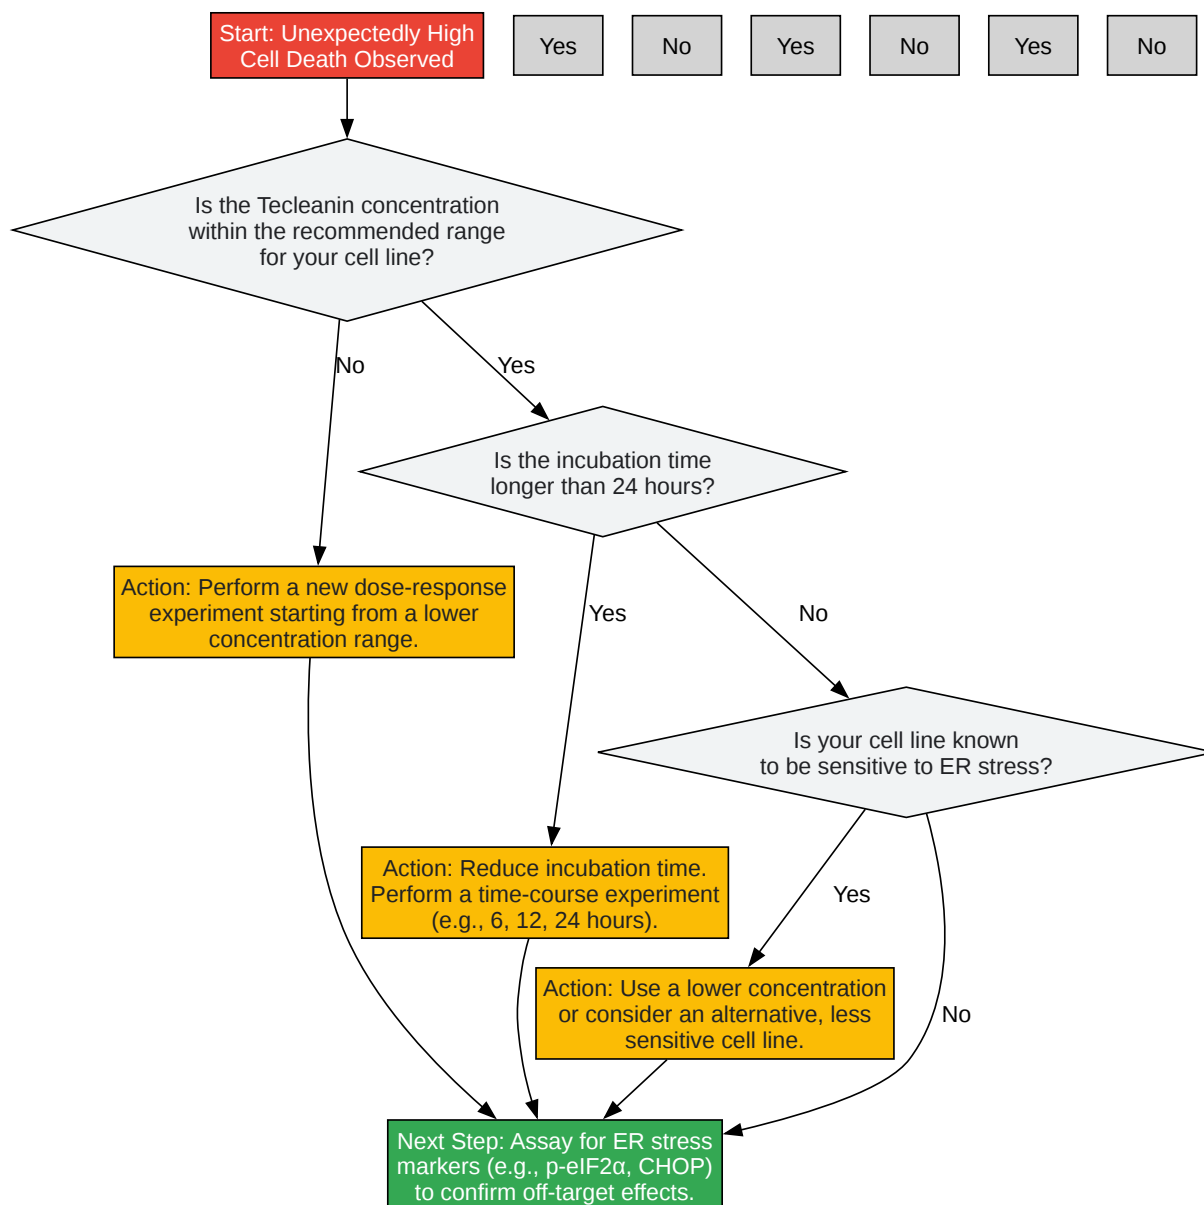 Start: Unexpectedly High
Cell Death Observed
Yes
No
Yes
No
Yes
No
Is the Tecleanin concentration
within the recommended range
for your cell line?
No
Yes
Is the incubation time
longer than 24 hours?
Action: Perform a new dose-response
experiment starting from a lower
concentration range.
Yes
No
Is your cell line known
to be sensitive to ER stress?
Action: Reduce incubation time.
Perform a time-course experiment
(e.g., 6, 12, 24 hours).
Yes
Action: Use a lower concentration
or consider an alternative, less
sensitive cell line.
No
Next Step: Assay for ER stress
markers (e.g., p-eIF2α, CHOP)
to confirm off-target effects.